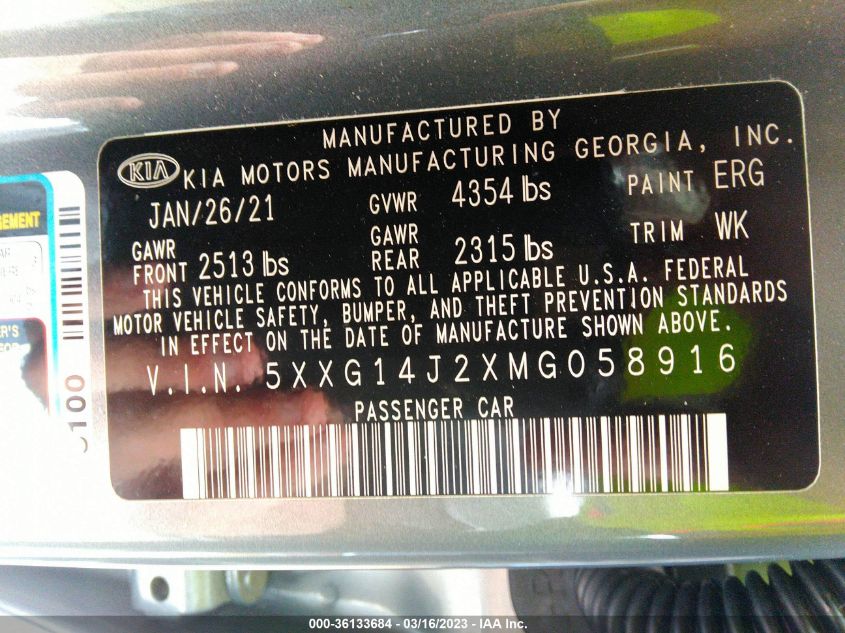 MANUFACTURED BY
KIA KIA MOTORS MANUFACTURING GEORGIA, INC.
JAN/26/21 GVWR 4354 lbs PAINT ERG
GAWR FRONT 2513 lbs GAWR REAR 2315 lbs TRIM WK
THIS VEHICLE CONFORMS TO ALL APPLICABLE U.S.A. FEDERAL
MOTOR VEHICLE SAFETY, BUMPER, AND THEFT PREVENTION STANDARDS
IN EFFECT ON THE DATE OF MANUFACTURE SHOWN ABOVE.
V.I.N. 5XXG14J2XMG058916
PASSENGER CAR
100
000-36133684 - 03/16/2023 - IAA Inc.